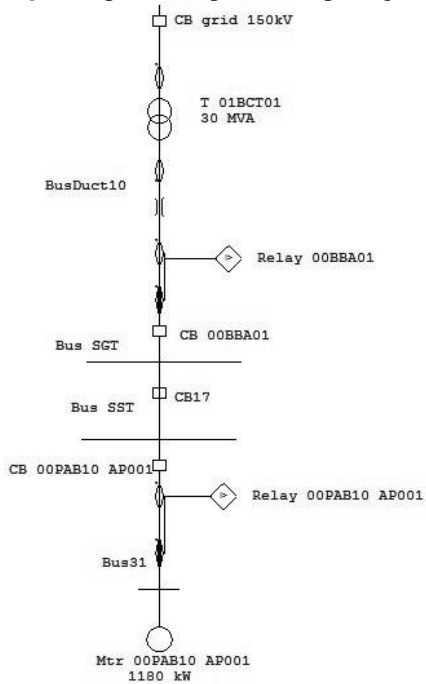 CB grid 150kV
T 01BCT01
30 MVA
BusDuct10
Relay 00BBA01
CB 00BBA01
Bus SGT
CB17
Bus SST
CB 00PAB10 AP001
Relay 00PAB10 AP001
Bus31
Mtr 00PAB10 AP001
1180 kW